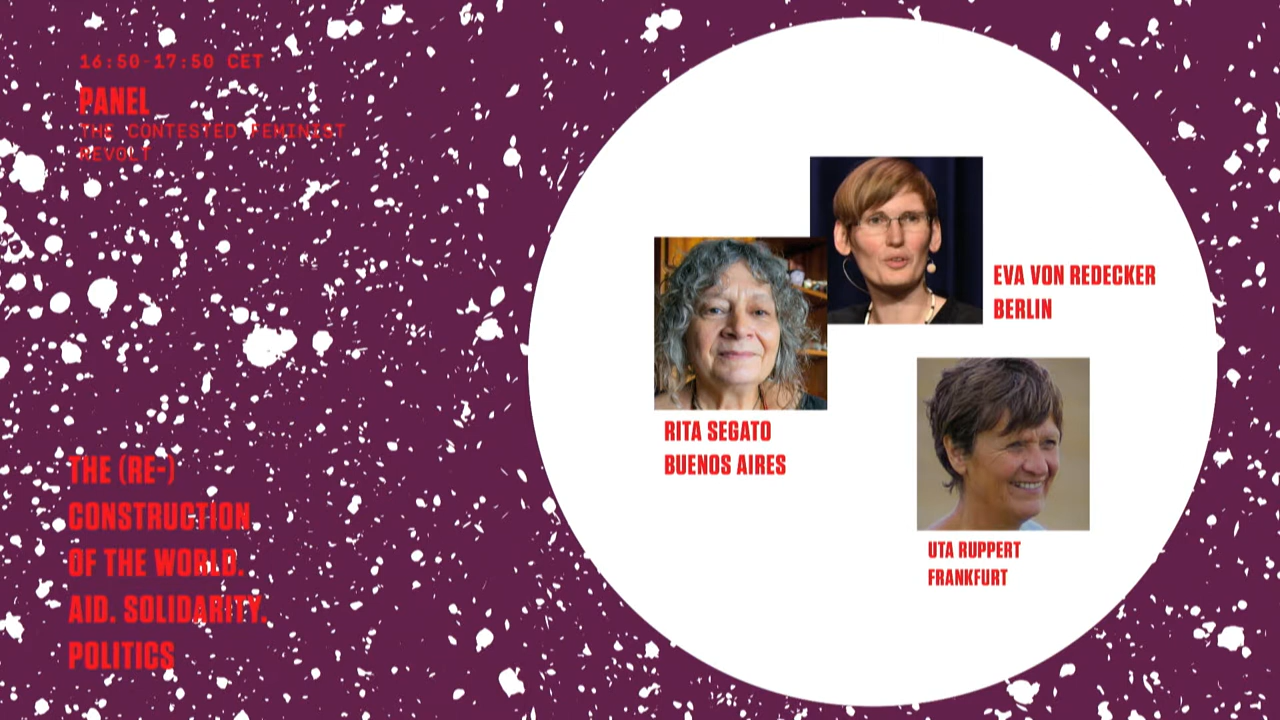 16:50-17:50 CET
PANEL
THE CONTESTED FEMINIST
REVOLT
THE (RE-)
CONSTRUCTION
OF THE WORLD.
AID. SOLIDARITY.
POLITICS
EVA VON REDECKER
BERLIN
RITA SEGATO
BUENOS AIRES
UTA RUPPERT
FRANKFURT